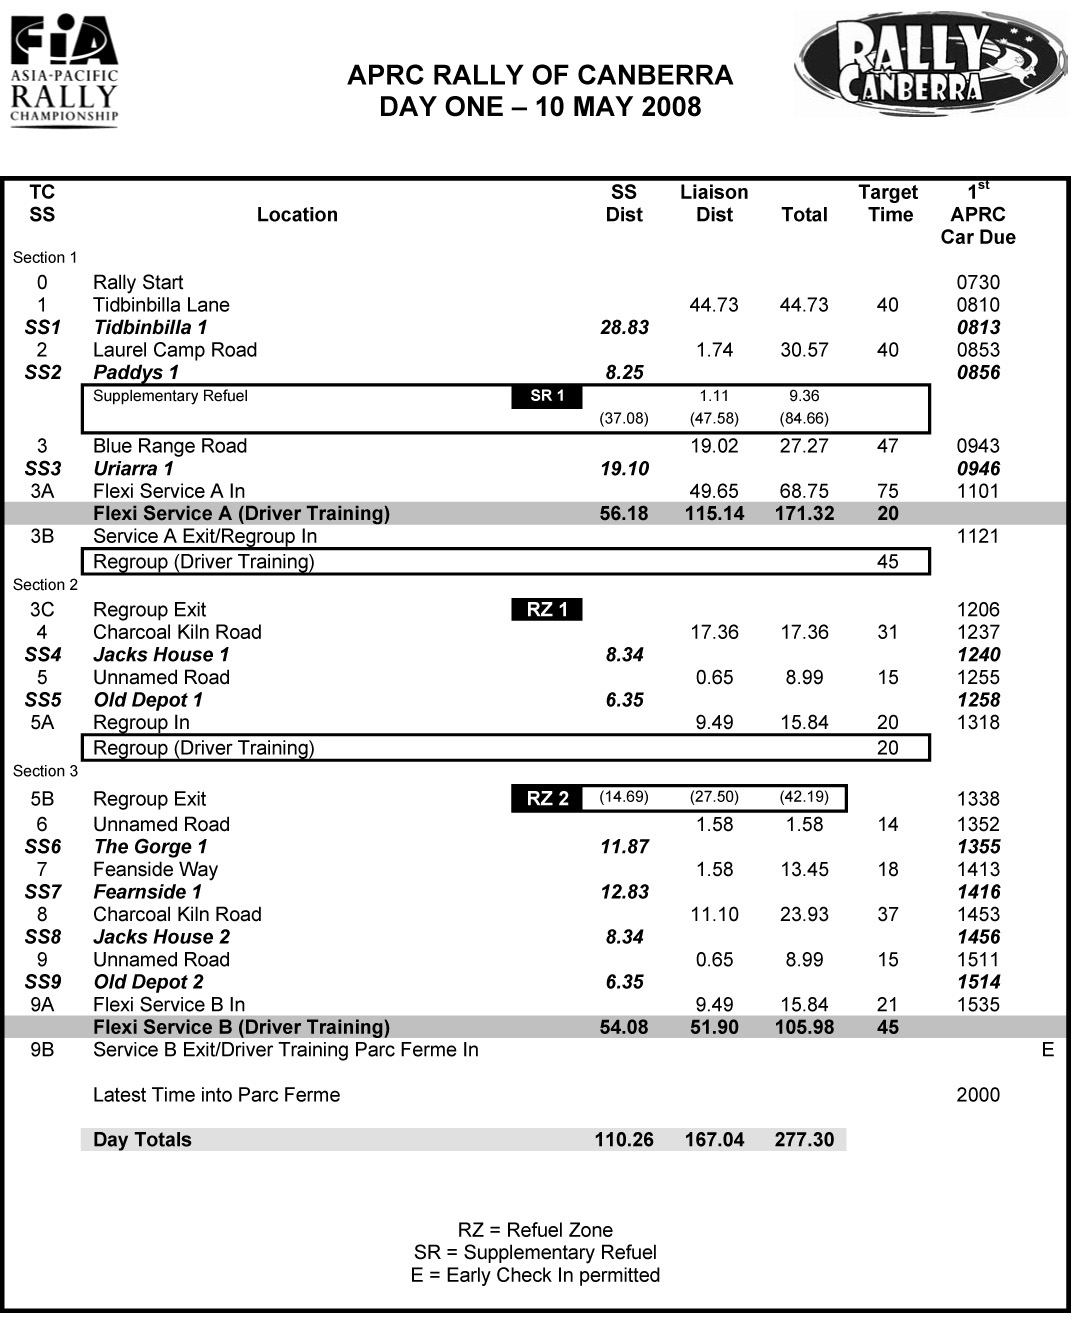 FiA
ASIA-PACIFIC
RALLY
CHAMPIONSHIP
RALLY
CANBERRA
APRC RALLY OF CANBERRA
DAY ONE – 10 MAY 2008
TC SS Liaison Target 1st
SS Location Dist Dist Total Time APRC
Car Due
Section 1
0 Rally Start 0730
1 Tidbinbilla Lane 44.73 44.73 40 0810
SS1 Tidbinbilla 1 28.83 0813
2 Laurel Camp Road 1.74 30.57 40 0853
SS2 Paddys 1 8.25 0856
Supplementary Refuel SR 1 1.11 9.36
(37.08) (47.58) (84.66)
3 Blue Range Road 19.02 27.27 47 0943
SS3 Uriarra 1 19.10 0946
3A Flexi Service A In 49.65 68.75 75 1101
Flexi Service A (Driver Training) 56.18 115.14 171.32 20
3B Service A Exit/Regroup In 1121
Regroup (Driver Training) 45
Section 2
3C Regroup Exit RZ 1 1206
4 Charcoal Kiln Road 17.36 17.36 31 1237
SS4 Jacks House 1 8.34 1240
5 Unnamed Road 0.65 8.99 15 1255
SS5 Old Depot 1 6.35 1258
5A Regroup In 9.49 15.84 20 1318
Regroup (Driver Training) 20
Section 3
5B Regroup Exit RZ 2 (14.69) (27.50) (42.19) 1338
6 Unnamed Road 1.58 1.58 14 1352
SS6 The Gorge 1 11.87 1355
7 Feanside Way 1.58 13.45 18 1413
SS7 Fearnside 1 12.83 1416
8 Charcoal Kiln Road 11.10 23.93 37 1453
SS8 Jacks House 2 8.34 1456
9 Unnamed Road 0.65 8.99 15 1511
SS9 Old Depot 2 6.35 1514
9A Flexi Service B In 9.49 15.84 21 1535
Flexi Service B (Driver Training) 54.08 51.90 105.98 45
9B Service B Exit/Driver Training Parc Ferme In E
Latest Time into Parc Ferme 2000
Day Totals 110.26 167.04 277.30
RZ = Refuel Zone
SR = Supplementary Refuel
E = Early Check In permitted